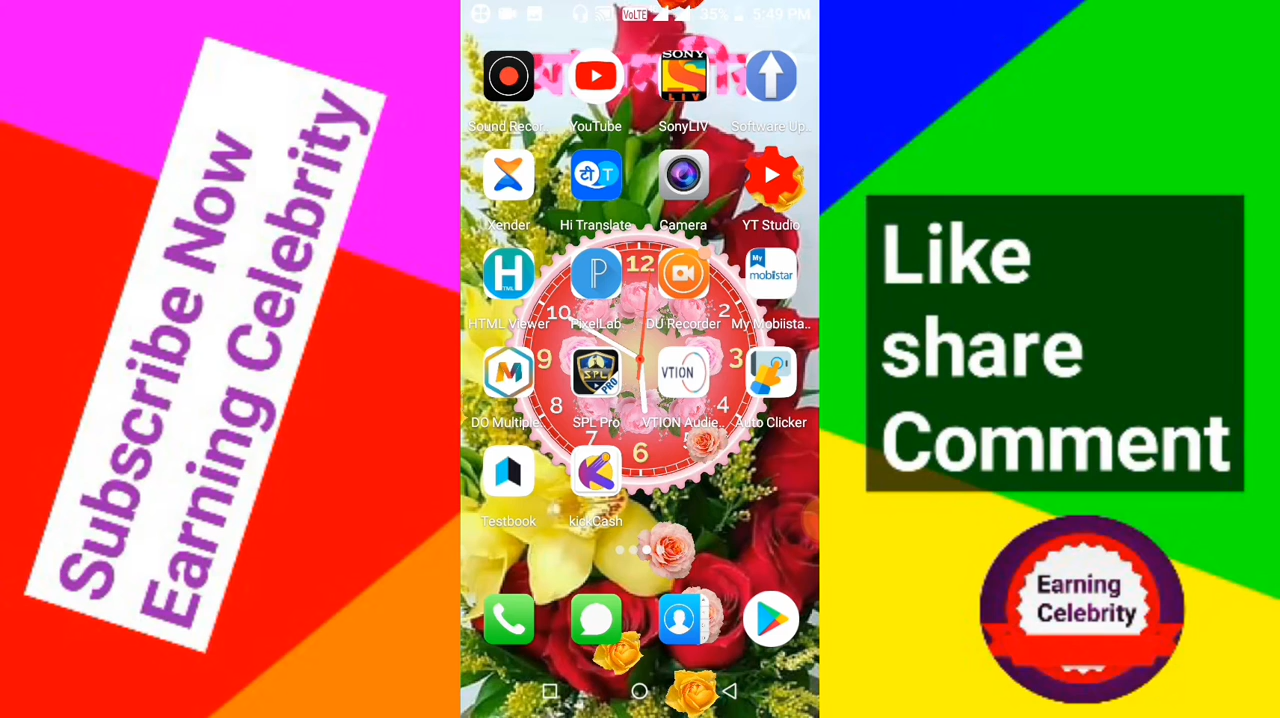 Subscribe Now
Earning Celebrity
VoLTE 35% 5:49 PM
SONY
LIV
Sound Recor..
YouTube
SonyLIV
Software Up..
टी T
Xender
Hi Translate
Camera
YT Studio
H
HTML
P
My
mobiistar
HTML Viewer
PixelLab
DU Recorder
My Mobiista..
M
SPL
PRO
VTION
DO Multiple..
SPL Pro
VTION Audie..
Auto Clicker
12
2
3
4
6
7
8
9
10
Testbook
kickCash
Like
share
Comment
Earning
Celebrity